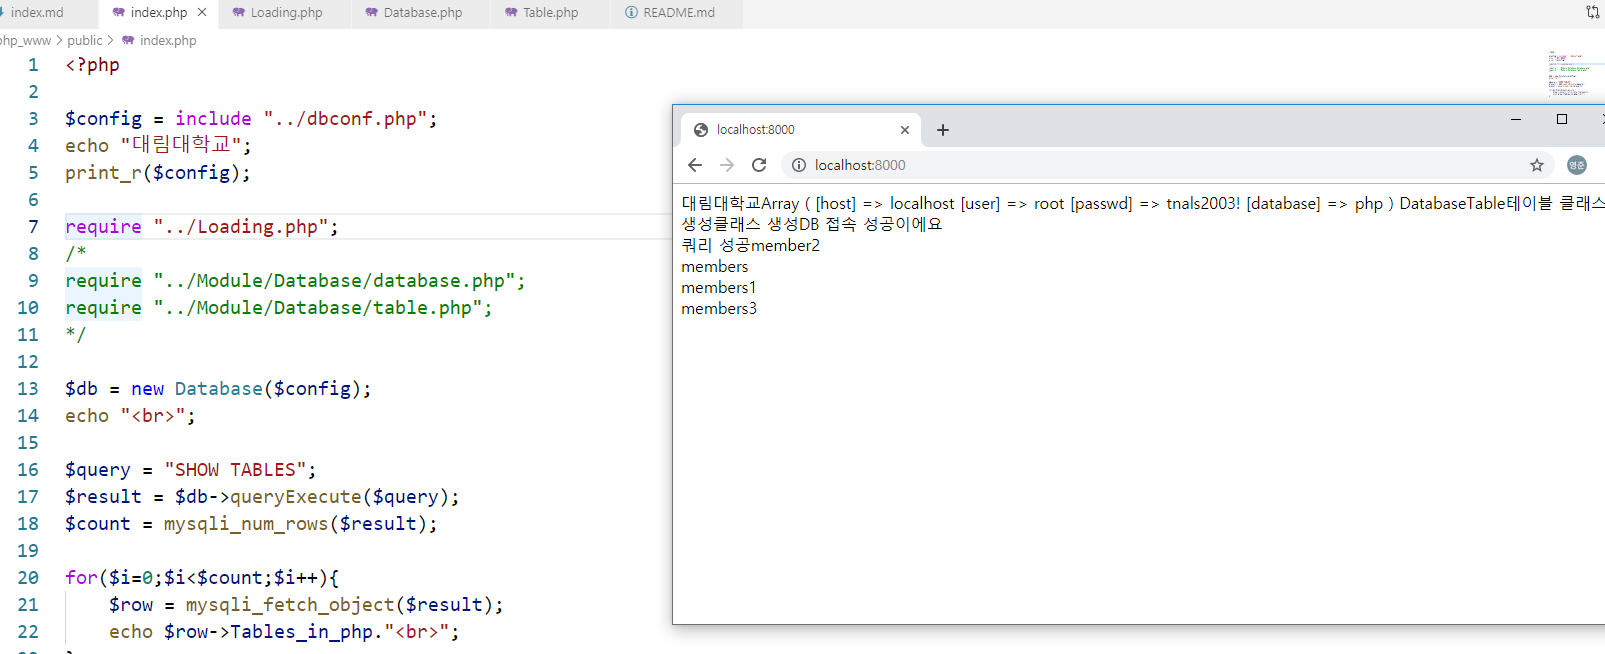 index.md index.php Loading.php Database.php Table.php README.md
php_www > public > index.php
1 <?php
2
3 $config = include "../dbconf.php";
4 echo "대림대학교";
5 print_r($config);
6
7 require "../Loading.php";
8 /*
9 require "../Module/Database/database.php";
10 require "../Module/Database/table.php";
11 */
12
13 $db = new Database($config);
14 echo "<br>";
15
16 $query = "SHOW TABLES";
17 $result = $db->queryExecute($query);
18 $count = mysqli_num_rows($result);
19
20 for($i=0;$i<$count;$i++){
21 $row = mysqli_fetch_object($result);
22 echo $row->Tables_in_php."<br>";
localhost:8000
localhost:8000
영준
대림대학교Array ( [host] => localhost [user] => root [passwd] => tnals2003! [database] => php ) DatabaseTable테이블 클래스
생성클래스 생성DB 접속 성공이에요
쿼리 성공member2
members
members1
members3